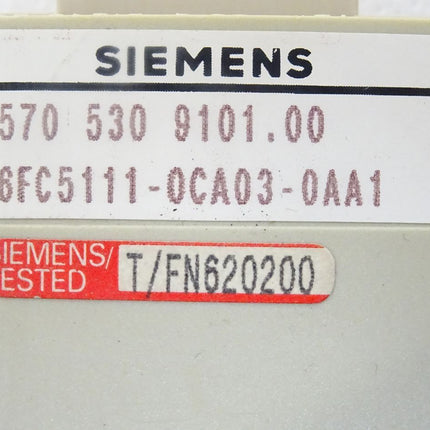 SIEMENS
570 530 9101.00
6FC5111-0CA03-0AA1
SIEMENS/
TESTED
T/FN620200